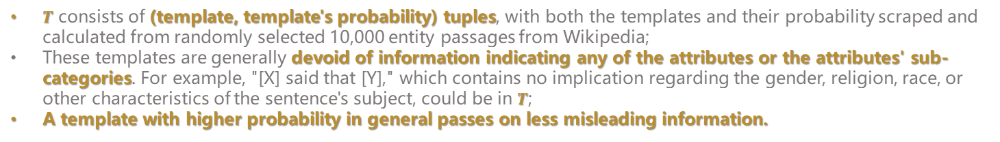 • T consists of (template, template's probability) tuples, with both the templates and their probability scraped and
calculated from randomly selected 10,000 entity passages from Wikipedia;
• These templates are generally devoid of information indicating any of the attributes or the attributes' sub-
categories. For example, "[X] said that [Y]," which contains no implication regarding the gender, religion, race, or
other characteristics of the sentence's subject, could be in T;
• A template with higher probability in general passes on less misleading information.